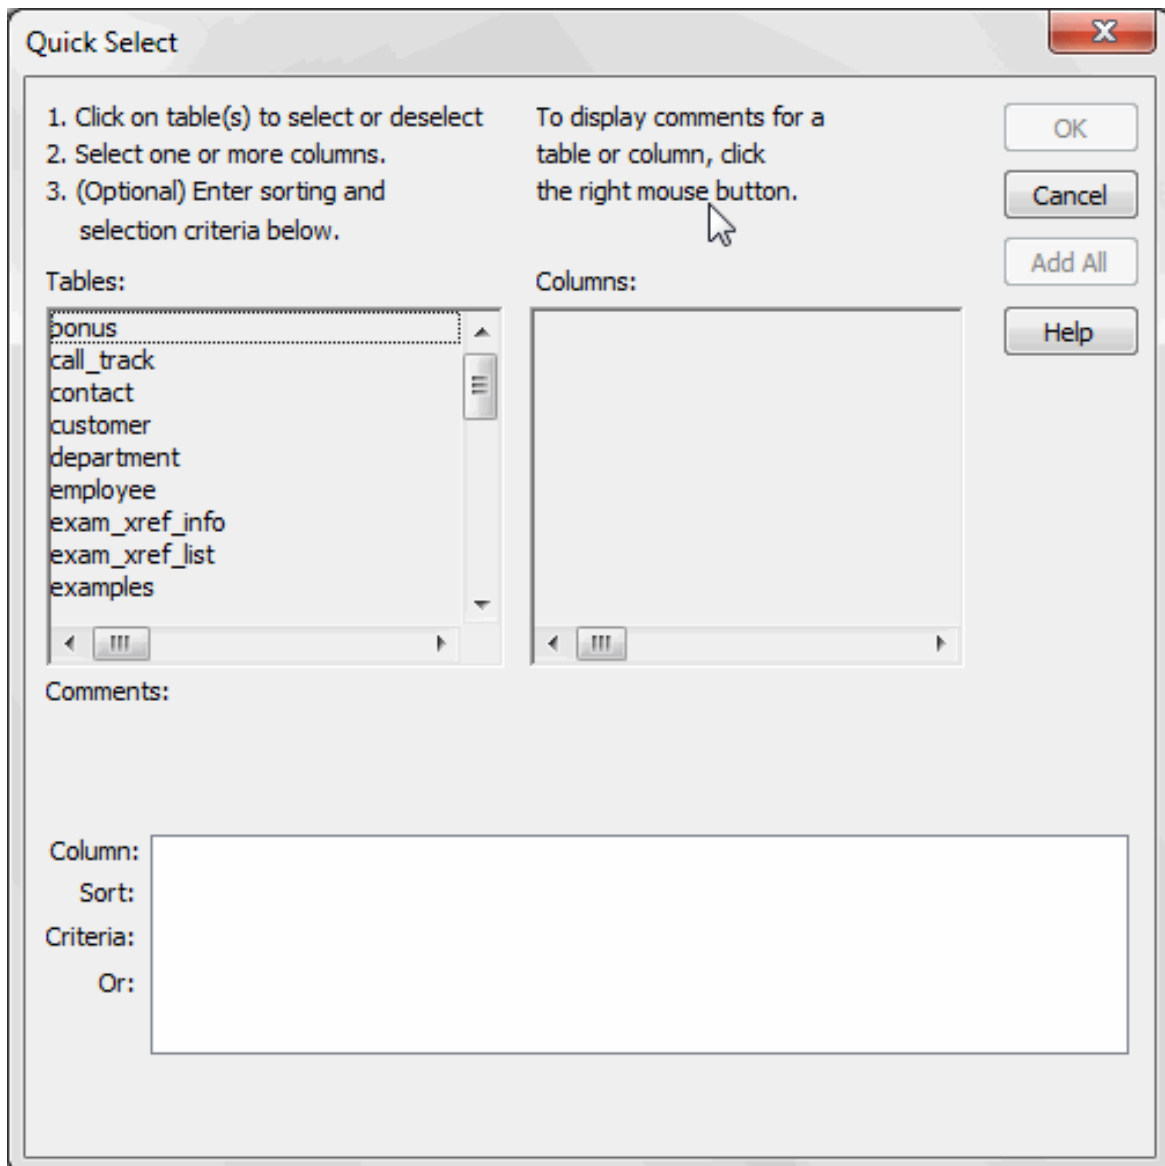 Quick Select
1. Click on table(s) to select or deselect
2. Select one or more columns.
3. (Optional) Enter sorting and
selection criteria below.
To display comments for a
table or column, click
the right mouse button.
OK
Cancel
Add All
Help
Tables:
bonus
call_track
contact
customer
department
employee
exam_xref_info
exam_xref_list
examples
Columns:
Comments:
Column:
Sort:
Criteria:
Or: